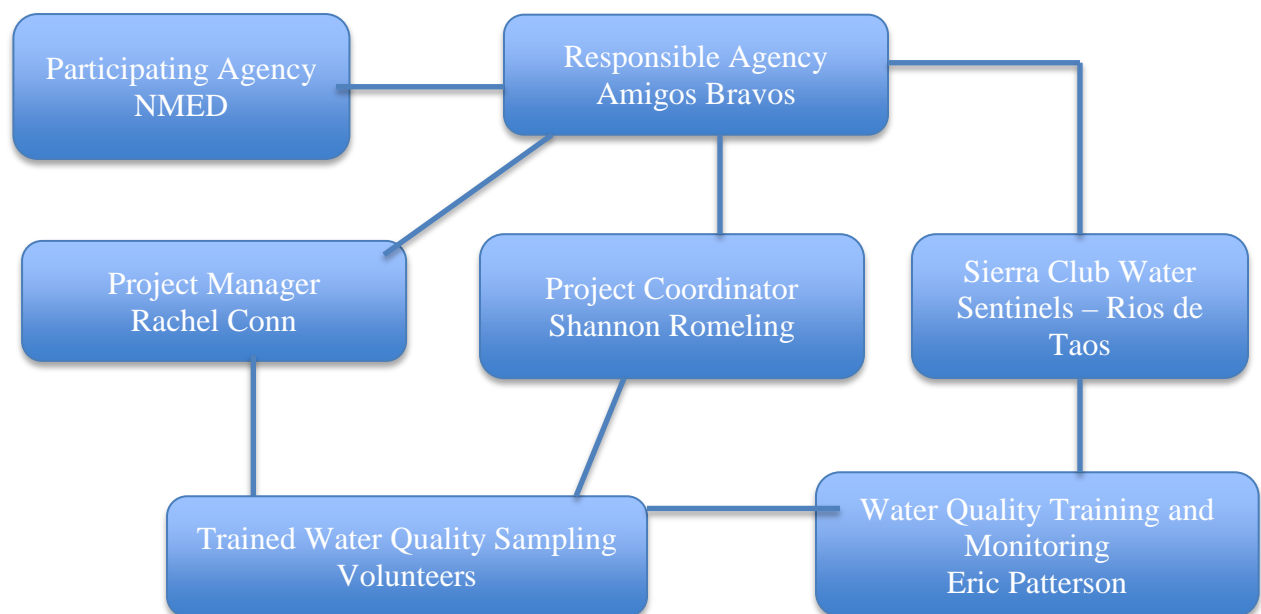 Participating Agency
NMED
Responsible Agency
Amigos Bravos
Project Manager
Rachel Conn
Project Coordinator
Shannon Romeling
Sierra Club Water
Sentinels – Rios de
Taos
Trained Water Quality Sampling
Volunteers
Water Quality Training and
Monitoring
Eric Patterson